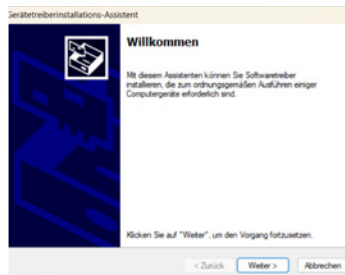 Gerätetreiberinstallations-Assistent
Willkommen
Mit diesem Assistenten können Sie Softwaretreiber
installieren, die zum ordnungsgemäßen Ausführen einiger
Computergeräte erforderlich sind.
Klicken Sie auf "Weiter", um den Vorgang fortzusetzen.
< Zurück
Weiter >
Abbrechen